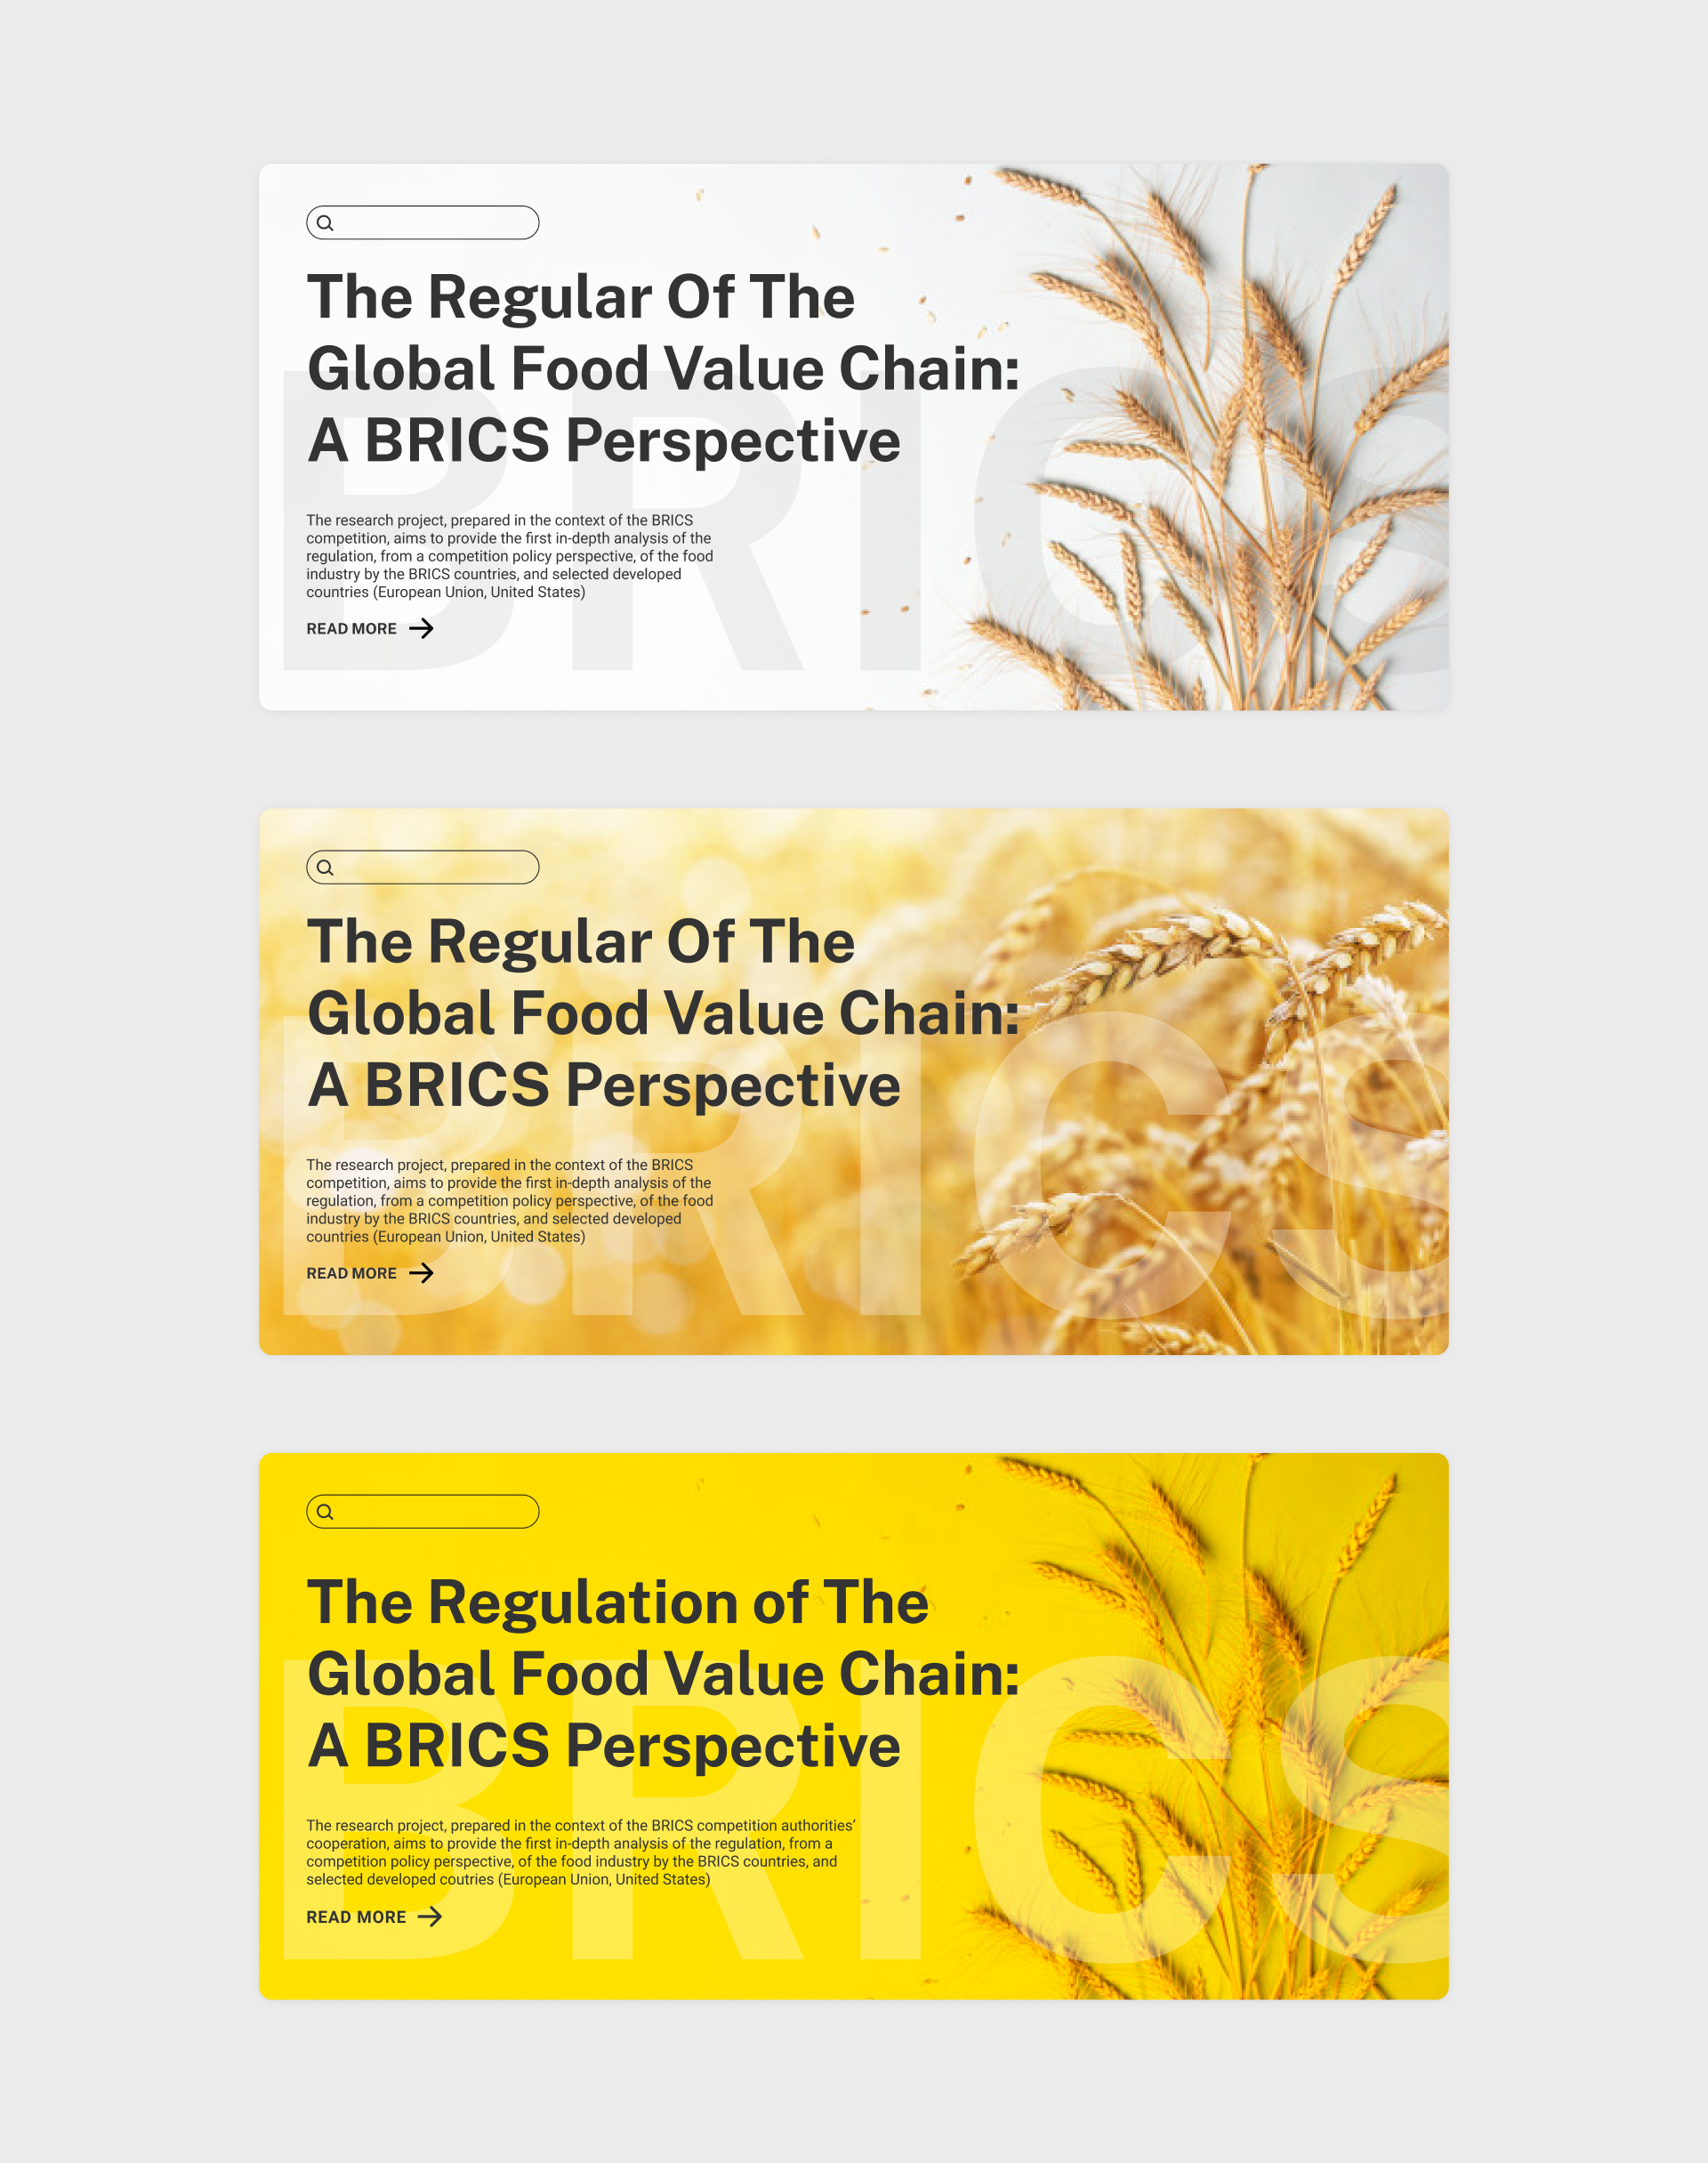 The Regular Of The
Global Food Value Chain:
A BRICS Perspective
BRICS
The research project, prepared in the context of the BRICS
competition, aims to provide the first in-depth analysis of the
regulation, from a competition policy perspective, of the food
industry by the BRICS countries, and selected developed
countries (European Union, United States)
READ MORE
The Regular Of The
Global Food Value Chain:
A BRICS Perspective
BRICS
The research project, prepared in the context of the BRICS
competition, aims to provide the first in-depth analysis of the
regulation, from a competition policy perspective, of the food
industry by the BRICS countries, and selected developed
countries (European Union, United States)
READ MORE
The Regulation of The
Global Food Value Chain:
A BRICS Perspective
BRICS
The research project, prepared in the context of the BRICS competition authorities’
cooperation, aims to provide the first in-depth analysis of the regulation, from a
competition policy perspective, of the food industry by the BRICS countries, and
selected developed coutries (European Union, United States)
READ MORE